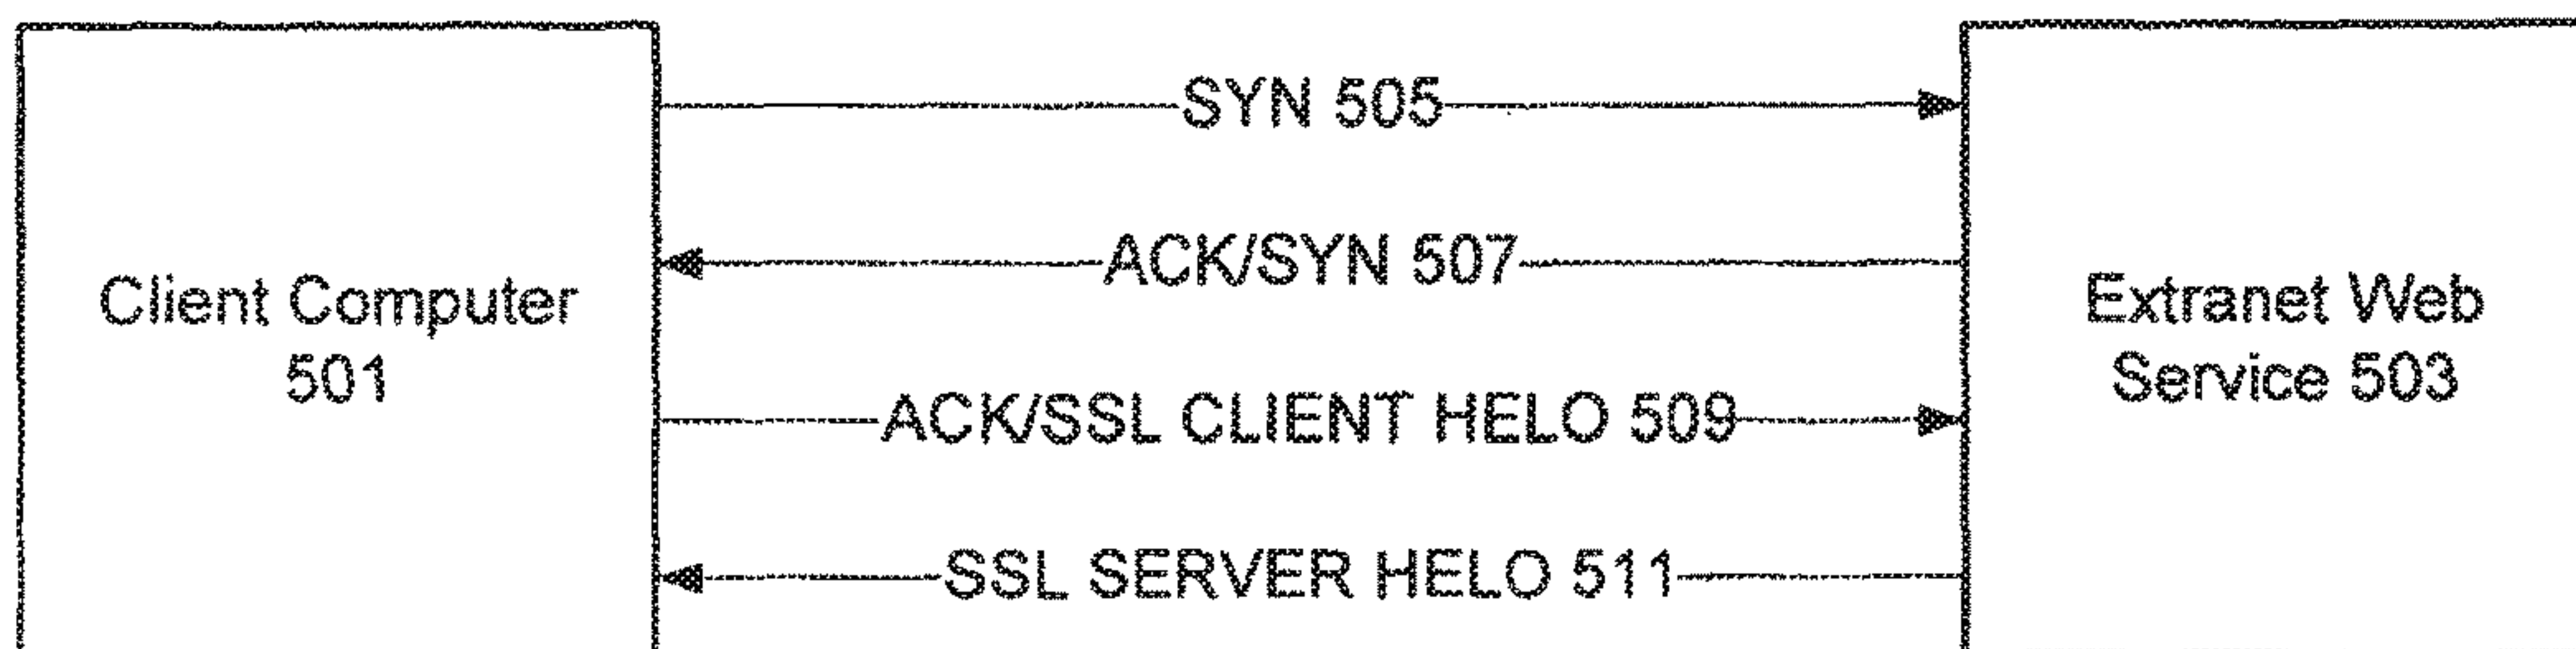 SYN 505
ACK/SYN 507
Client Computer
501
Extranet Web
Service 503
ACK/SSL CLIENT HELO 509
SSL SERVER HELO 511